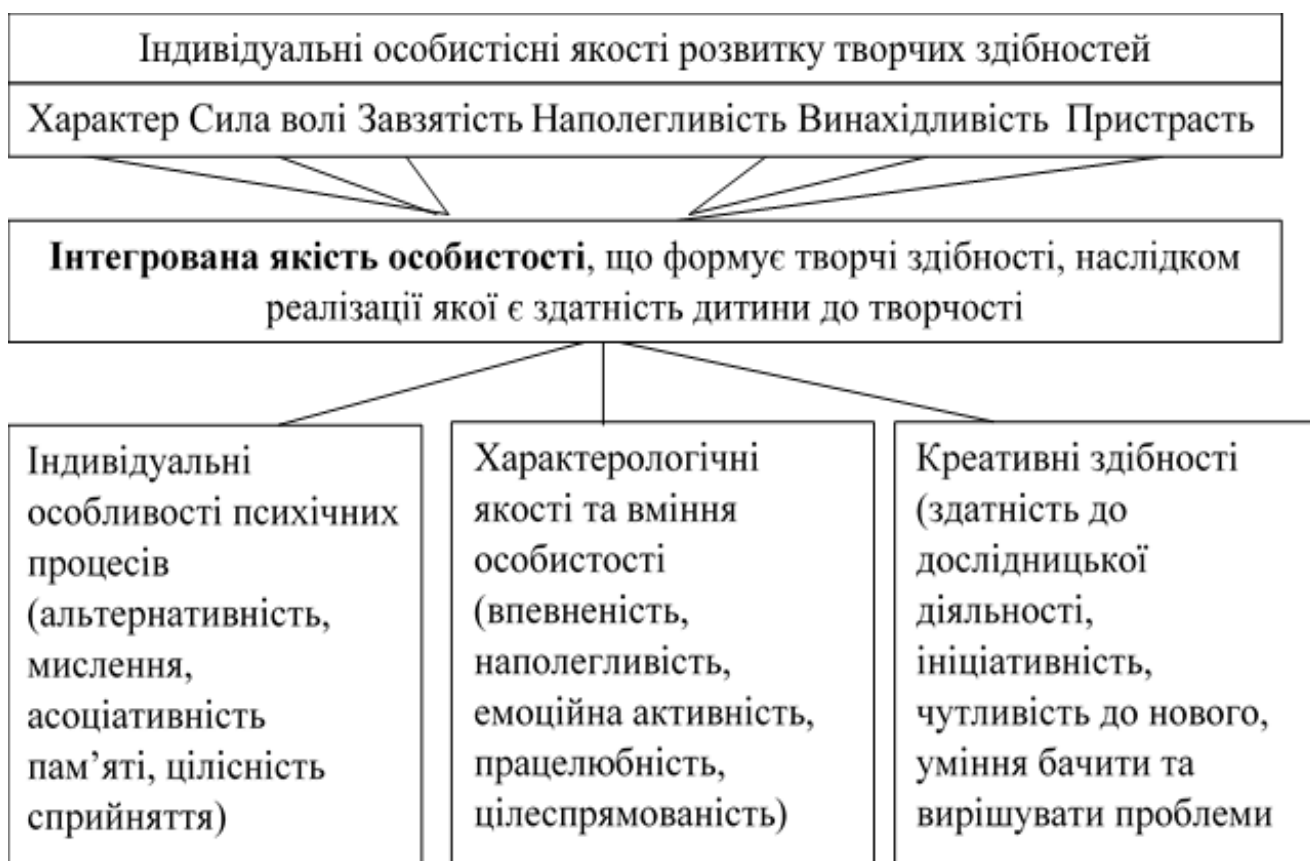 Індивідуальні особистісні якості розвитку творчих здібностей
Характер Сила волі Завзятість Наполегливість Винахідливість Пристрасть
Інтегрована якість особистості, що формує творчі здібності, наслідком
реалізації якої є здатність дитини до творчості
Індивідуальні
особливості психічних
процесів
(альтернативність,
мислення,
асоціативність
пам’яті, цілісність
сприйняття)
Характерологічні
якості та вміння
особистості
(впевненість,
наполегливість,
емоційна активність,
працелюбність,
цілеспрямованість)
Креативні здібності
(здатність до
дослідницької
діяльності,
ініціативність,
чутливість до нового,
уміння бачити та
вирішувати проблеми